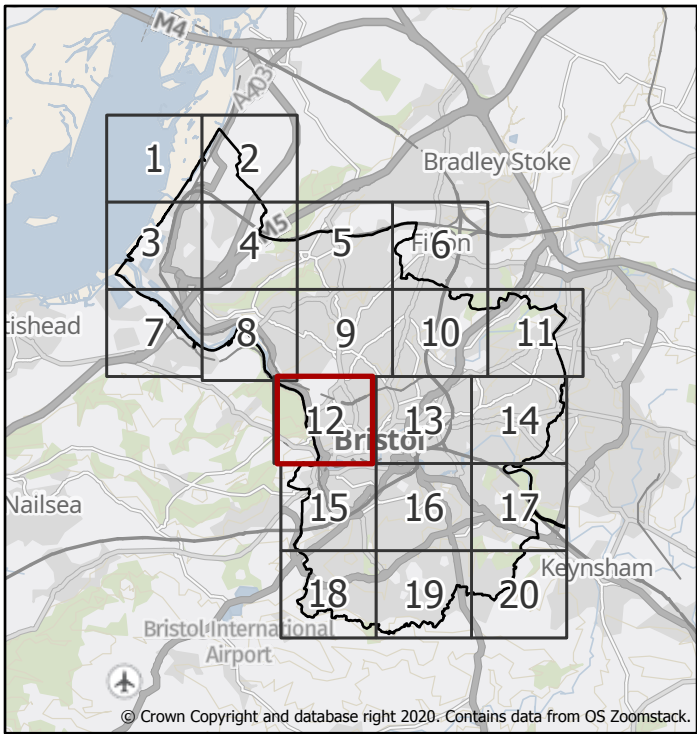 M4
A403
1
2
Bradley Stoke
3
4
M5
5
Filton
6
tishead
7
8
9
10
11
12
13
14
Bristol
Nailsea
15
16
17
Keynsham
18
19
20
Bristol International
Airport
© Crown Copyright and database right 2020. Contains data from OS Zoomstack.